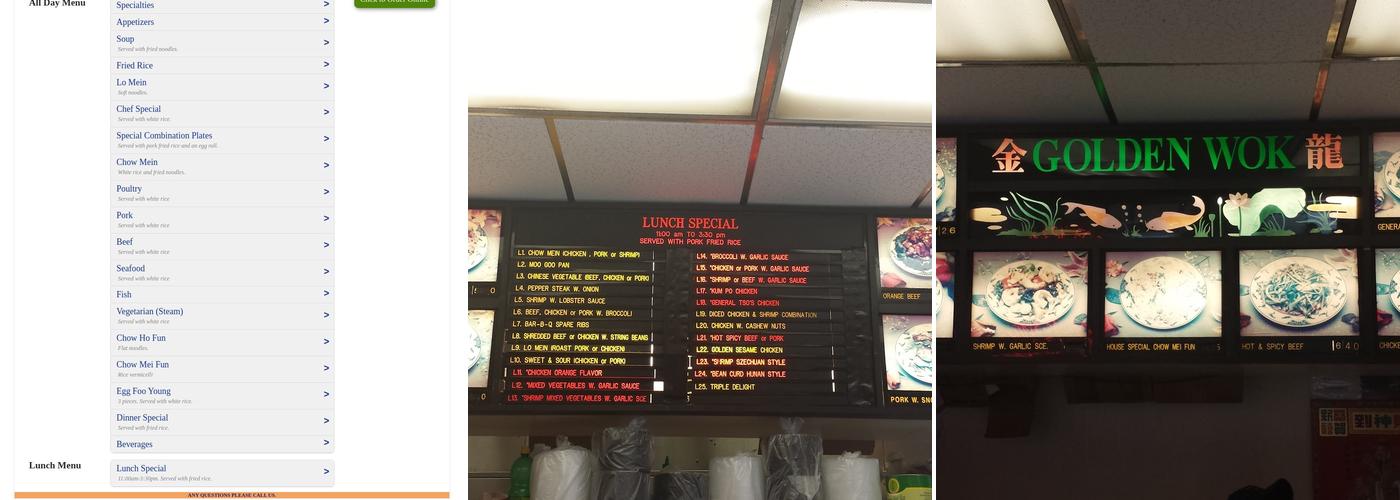 All Day Menu
Specialties >
Click to Order Online
Appetizers >
Soup >
Served with fried noodles.
Fried Rice >
Lo Mein >
Soft noodles.
Chef Special >
Served with white rice.
Special Combination Plates >
Served with pork fried rice and an egg roll.
Chow Mein >
White rice and fried noodles.
Poultry >
Served with white rice
Pork >
Served with white rice
Beef >
Served with white rice
Seafood >
Served with white rice
Fish >
Vegetarian (Steam) >
Served with white rice
Chow Ho Fun >
Flat noodles.
Chow Mei Fun >
Rice vermicelli
Egg Foo Young >
3 pieces. Served with white rice.
Dinner Special >
Served with fried rice.
Beverages >
Lunch Menu
Lunch Special >
11:00am-3:30pm. Served with fried rice.
ANY QUESTIONS PLEASE CALL US.
LUNCH SPECIAL
11:00 am TO 3:30 pm
SERVED WITH PORK FRIED RICE
L1. CHOW MEIN (CHICKEN , PORK or SHRIMP)
L2. MOO GOO PAN
L3. CHINESE VEGETABLE (BEEF, CHICKEN or PORK)
L4. PEPPER STEAK W. ONION
L5. SHRIMP W. LOBSTER SAUCE
L6. BEEF, CHICKEN or PORK W. BROCCOLI
L7. BAR-B-Q SPARE RIBS
L8. SHREDDED BEEF or CHICKEN W. STRING BEANS
L9. LO MEIN (ROAST PORK or CHICKEN)
L10. SWEET & SOUR (CHICKEN or PORK)
L11. *CHICKEN ORANGE FLAVOR
L12. *MIXED VEGETABLES W. GARLIC SAUCE
L13. *SHRIMP MIXED VEGETABLES W. GARLIC SCE
L14. *BROCCOLI W. GARLIC SAUCE
L15. *CHICKEN or PORK W. GARLIC SAUCE
L16. *SHRIMP or BEEF W. GARLIC SAUCE
L17. *KUN PO CHICKEN
L18. *GENERAL TSO'S CHICKEN
L19. DICED CHICKEN & SHRIMP COMBINATION
L20. CHICKEN W. CASHEW NUTS
L21. *HOT SPICY BEEF or PORK
L22. GOLDEN SESAME CHICKEN
L23. *SHRIMP SZECHUAN STYLE
L24. *BEAN CURD HUNAN STYLE
L25. TRIPLE DELIGHT
ORANGE BEEF
PORK W.
金 GOLDEN WOK 龍
SHRIMP W. GARLIC SCE.
HOUSE SPECIAL CHOW MEI FUN
HOT & SPICY BEEF